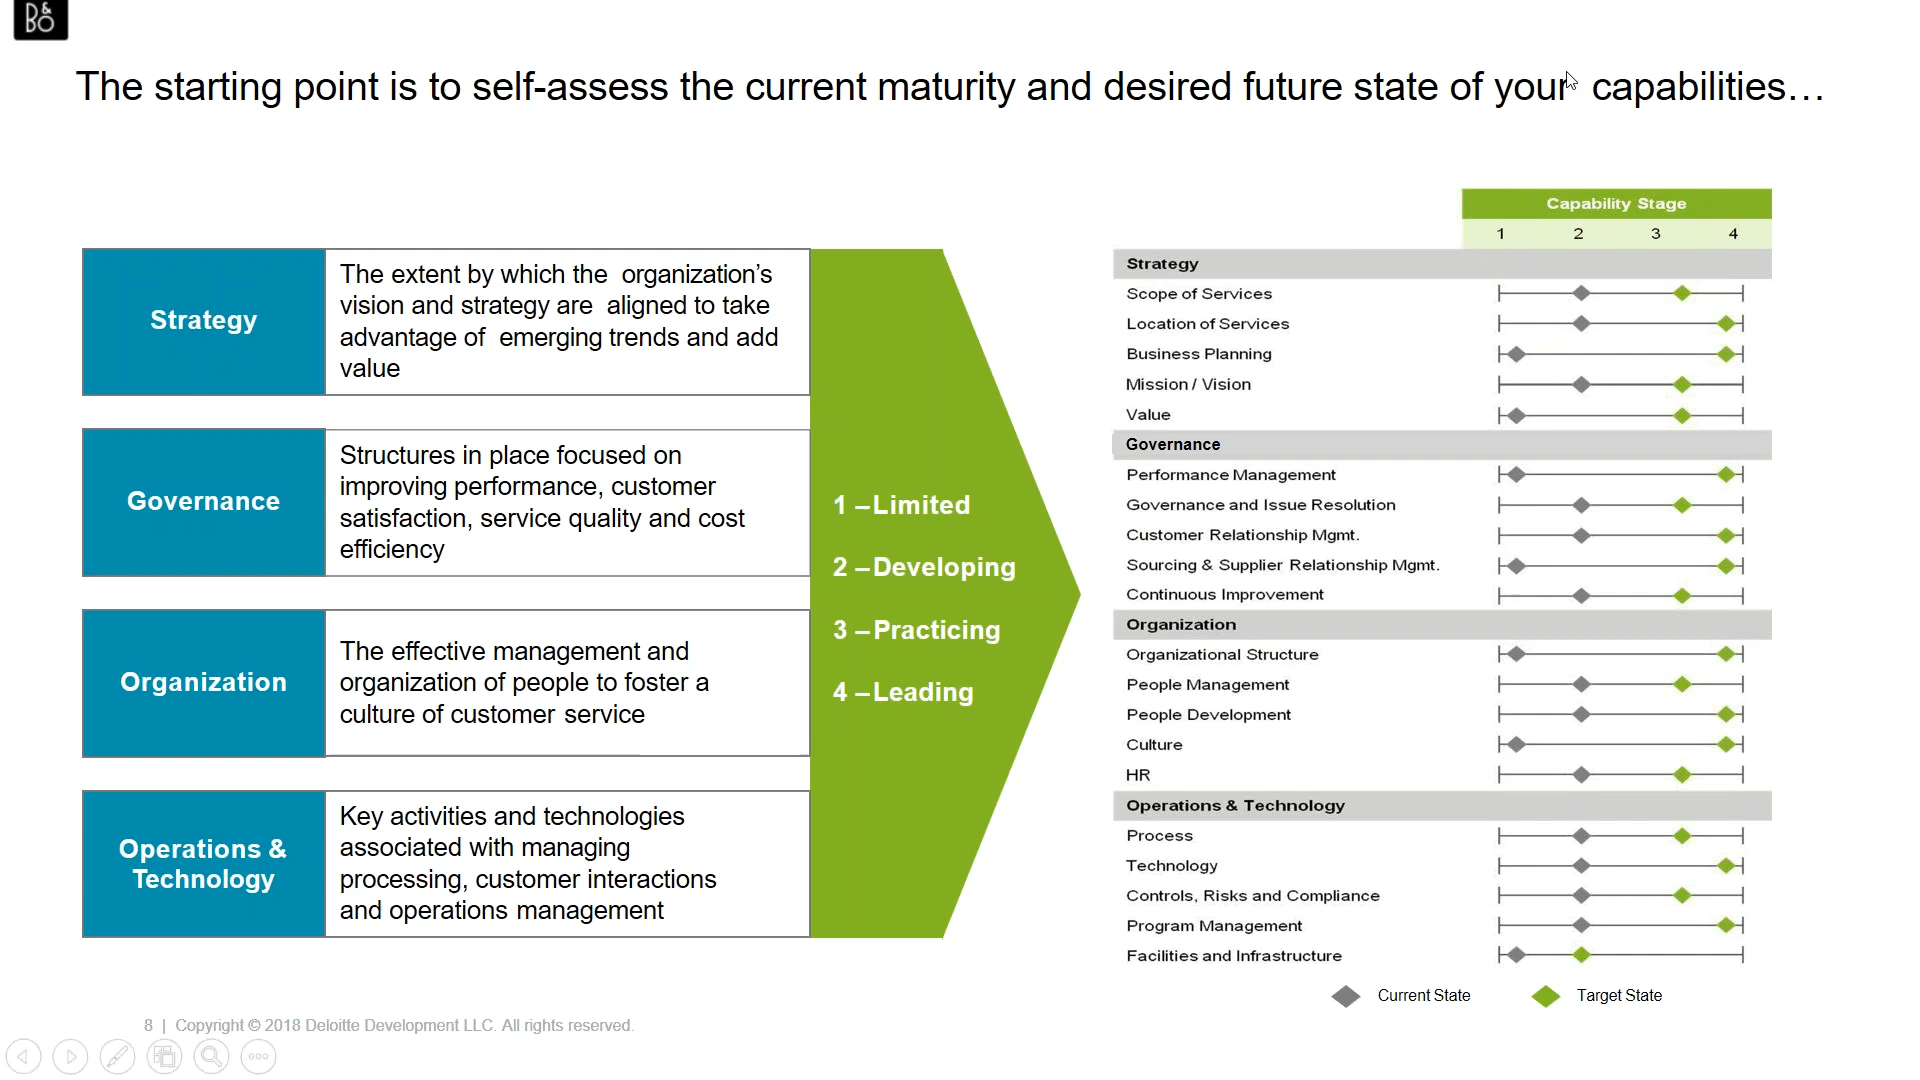 B&O
The starting point is to self-assess the current maturity and desired future state of your capabilities…
Strategy
The extent by which the organization’s
vision and strategy are aligned to take
advantage of emerging trends and add
value
Governance
Structures in place focused on
improving performance, customer
satisfaction, service quality and cost
efficiency
Organization
The effective management and
organization of people to foster a
culture of customer service
Operations &
Technology
Key activities and technologies
associated with managing
processing, customer interactions
and operations management
1 – Limited
2 – Developing
3 – Practicing
4 – Leading
Capability Stage
1 2 3 4
Strategy
Scope of Services
Location of Services
Business Planning
Mission / Vision
Value
Governance
Performance Management
Governance and Issue Resolution
Customer Relationship Mgmt.
Sourcing & Supplier Relationship Mgmt.
Continuous Improvement
Organization
Organizational Structure
People Management
People Development
Culture
HR
Operations & Technology
Process
Technology
Controls, Risks and Compliance
Program Management
Facilities and Infrastructure
Current State Target State
8 | Copyright © 2018 Deloitte Development LLC. All rights reserved.